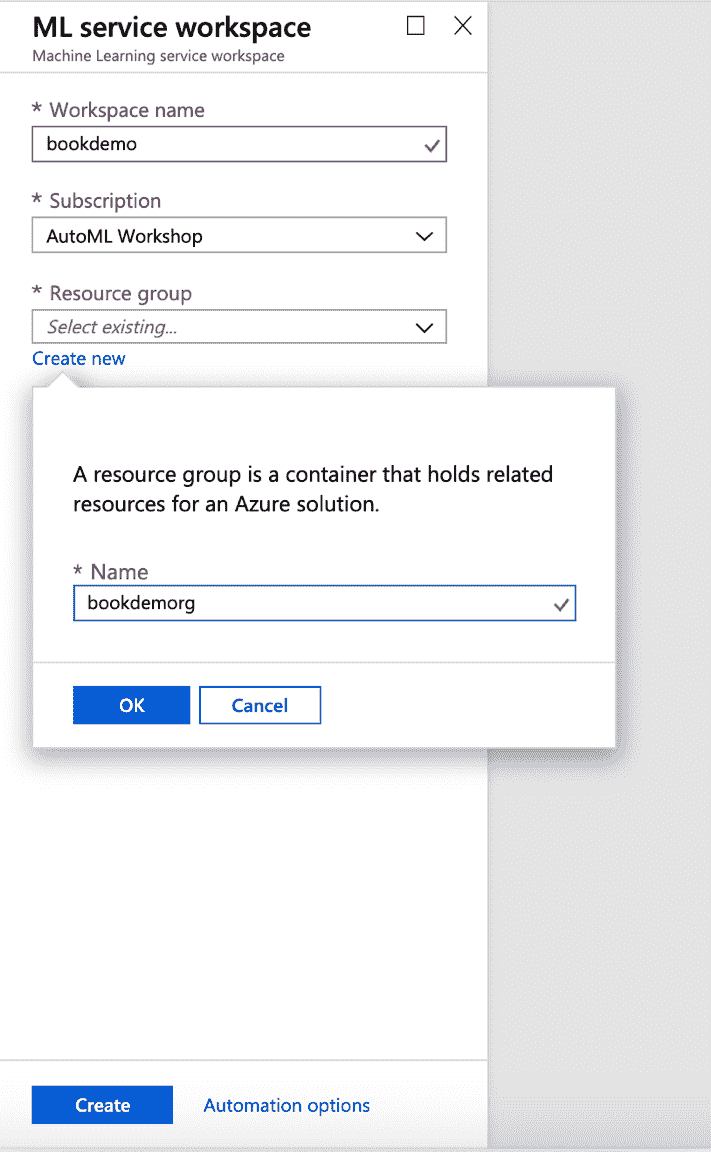 ML service workspace
Machine Learning service workspace
* Workspace name
bookdemo
* Subscription
AutoML Workshop
* Resource group
Select existing...
Create new
A resource group is a container that holds related
resources for an Azure solution.
* Name
bookdemorg
OK Cancel
Create Automation options